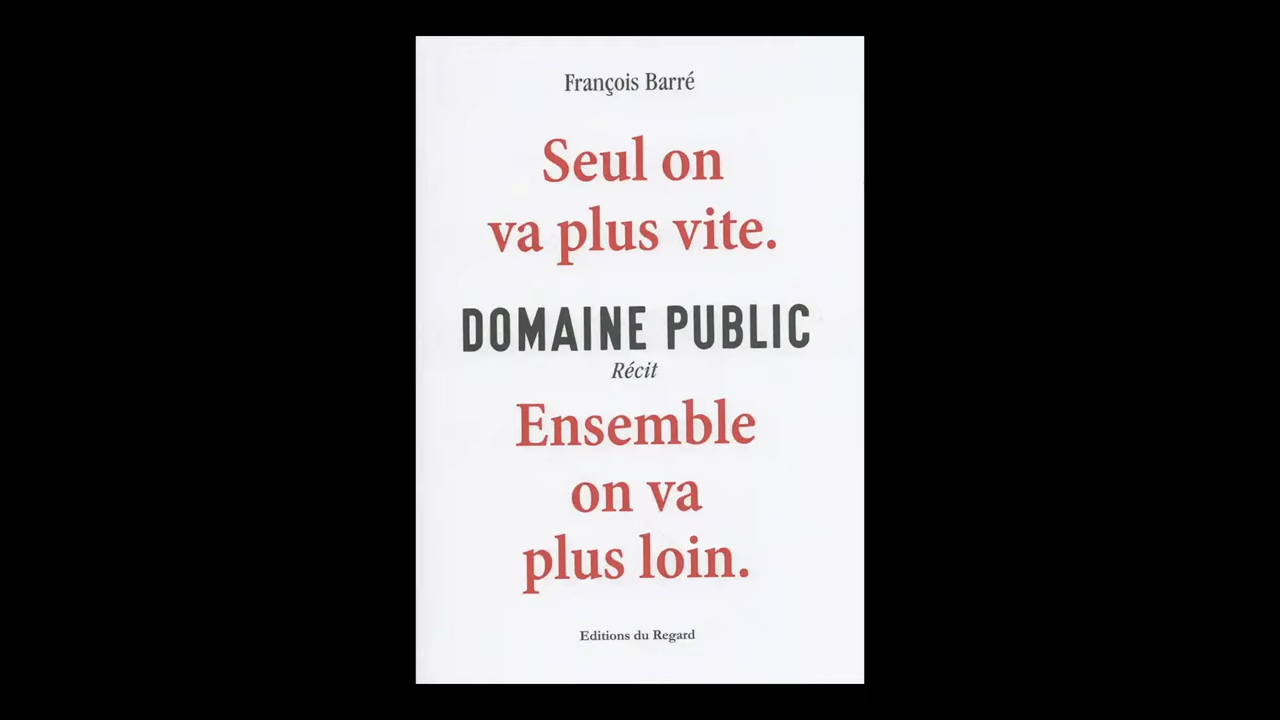 François Barré
Seul on
va plus vite.
DOMAINE PUBLIC
Récit
Ensemble
on va
plus loin.
Editions du Regard